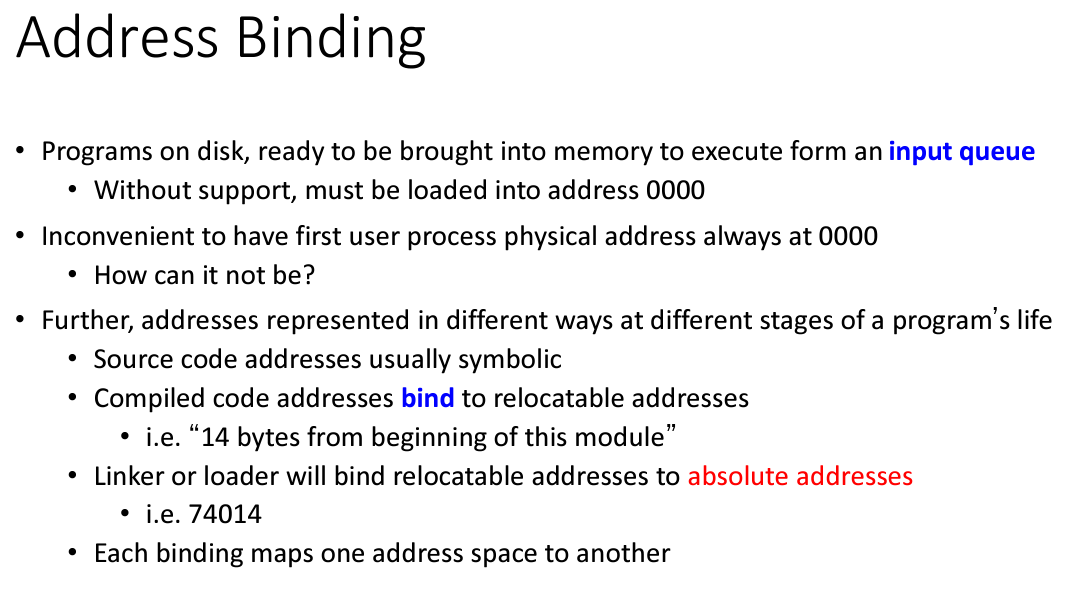 Address Binding
• Programs on disk, ready to be brought into memory to execute form an input queue
• Without support, must be loaded into address 0000
• Inconvenient to have first user process physical address always at 0000
• How can it not be?
• Further, addresses represented in different ways at different stages of a program’s life
• Source code addresses usually symbolic
• Compiled code addresses bind to relocatable addresses
• i.e. “14 bytes from beginning of this module”
• Linker or loader will bind relocatable addresses to absolute addresses
• i.e. 74014
• Each binding maps one address space to another